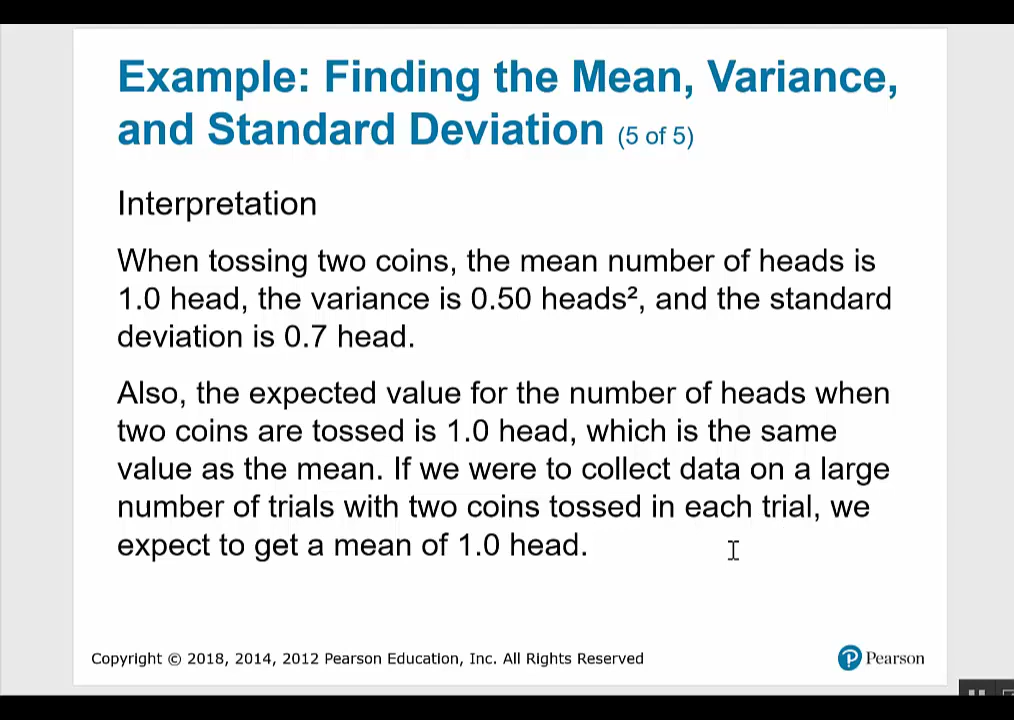 Example: Finding the Mean, Variance,
and Standard Deviation (5 of 5)
Interpretation
When tossing two coins, the mean number of heads is
1.0 head, the variance is 0.50 heads², and the standard
deviation is 0.7 head.
Also, the expected value for the number of heads when
two coins are tossed is 1.0 head, which is the same
value as the mean. If we were to collect data on a large
number of trials with two coins tossed in each trial, we
expect to get a mean of 1.0 head.
Copyright © 2018, 2014, 2012 Pearson Education, Inc. All Rights Reserved
P Pearson